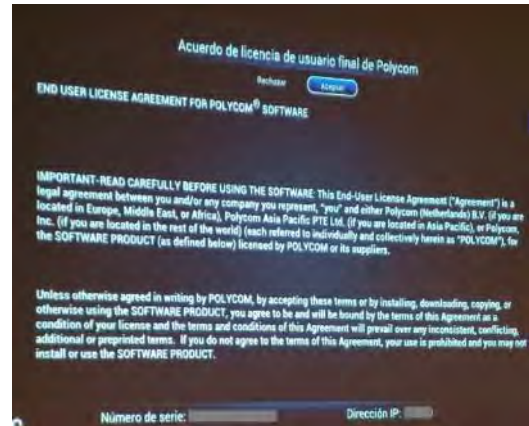 Acuerdo de licencia de usuario final de Polycom
Rechazar Aceptar
END USER LICENSE AGREEMENT FOR POLYCOM® SOFTWARE
IMPORTANT-READ CAREFULLY BEFORE USING THE SOFTWARE: This End-User License Agreement ("Agreement") is a
legal agreement between you and/or any company you represent, "you" and either Polycom (Netherlands) B.V. (if you are
located in Europe, Middle East, or Africa), Polycom Asia Pacific PTE Ltd. (if you are located in Asia Pacific), or Polycom,
Inc. (if you are located in the rest of the world) (each referred to individually and collectively herein as "POLYCOM"), for
the SOFTWARE PRODUCT (as defined below) licensed by POLYCOM or its suppliers.
Unless otherwise agreed in writing by POLYCOM, by accepting these terms or by installing, downloading, copying, or
otherwise using the SOFTWARE PRODUCT, you agree to be and will be bound by the terms of this Agreement as a
condition of your license and the terms and conditions of this Agreement will prevail over any inconsistent, conflicting,
additional or preprinted terms. If you do not agree to the terms of this Agreement, your use is prohibited and you may not
install or use the SOFTWARE PRODUCT.
Número de serie: Dirección IP: